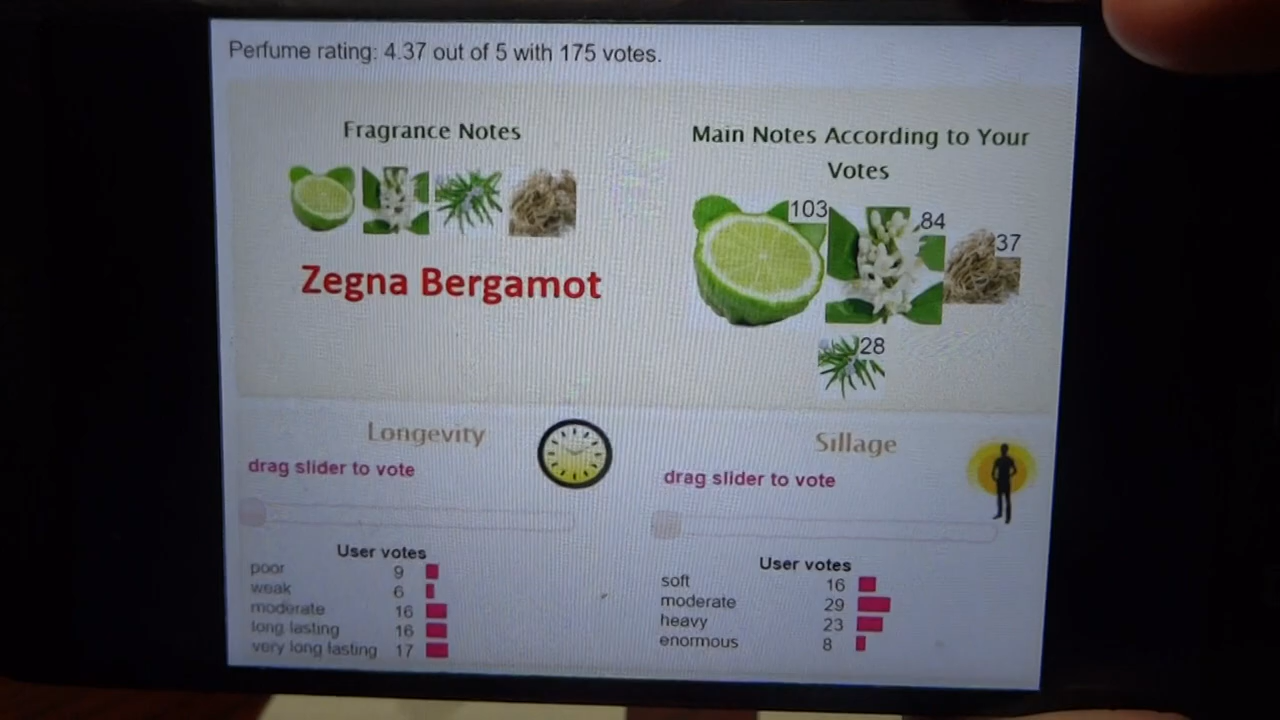 Perfume rating: 4.37 out of 5 with 175 votes.
Fragrance Notes
Zegna Bergamot
Main Notes According to Your
Votes
103
84
37
28
Longevity
drag slider to vote
User votes
poor 9
weak 6
moderate 16
long lasting 16
very long lasting 17
Sillage
drag slider to vote
User votes
soft 16
moderate 29
heavy 23
enormous 8